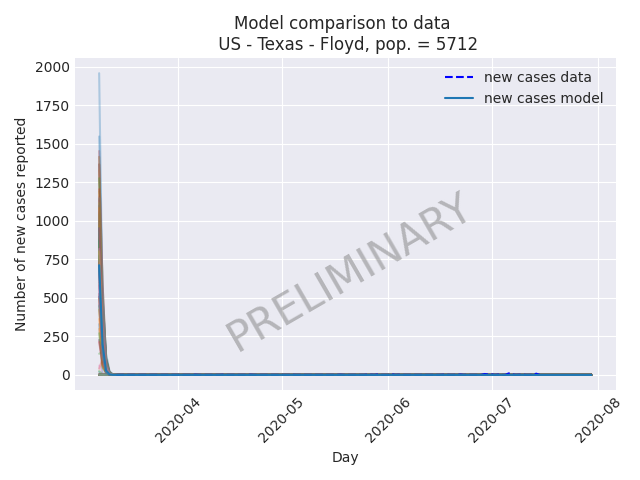 Model comparison to data
US - Texas - Floyd, pop. = 5712
new cases data
new cases model
Number of new cases reported
2000
1750
1500
1250
1000
750
500
250
0
PRELIMINARY
2020-04
2020-05
2020-06
2020-07
2020-08
Day